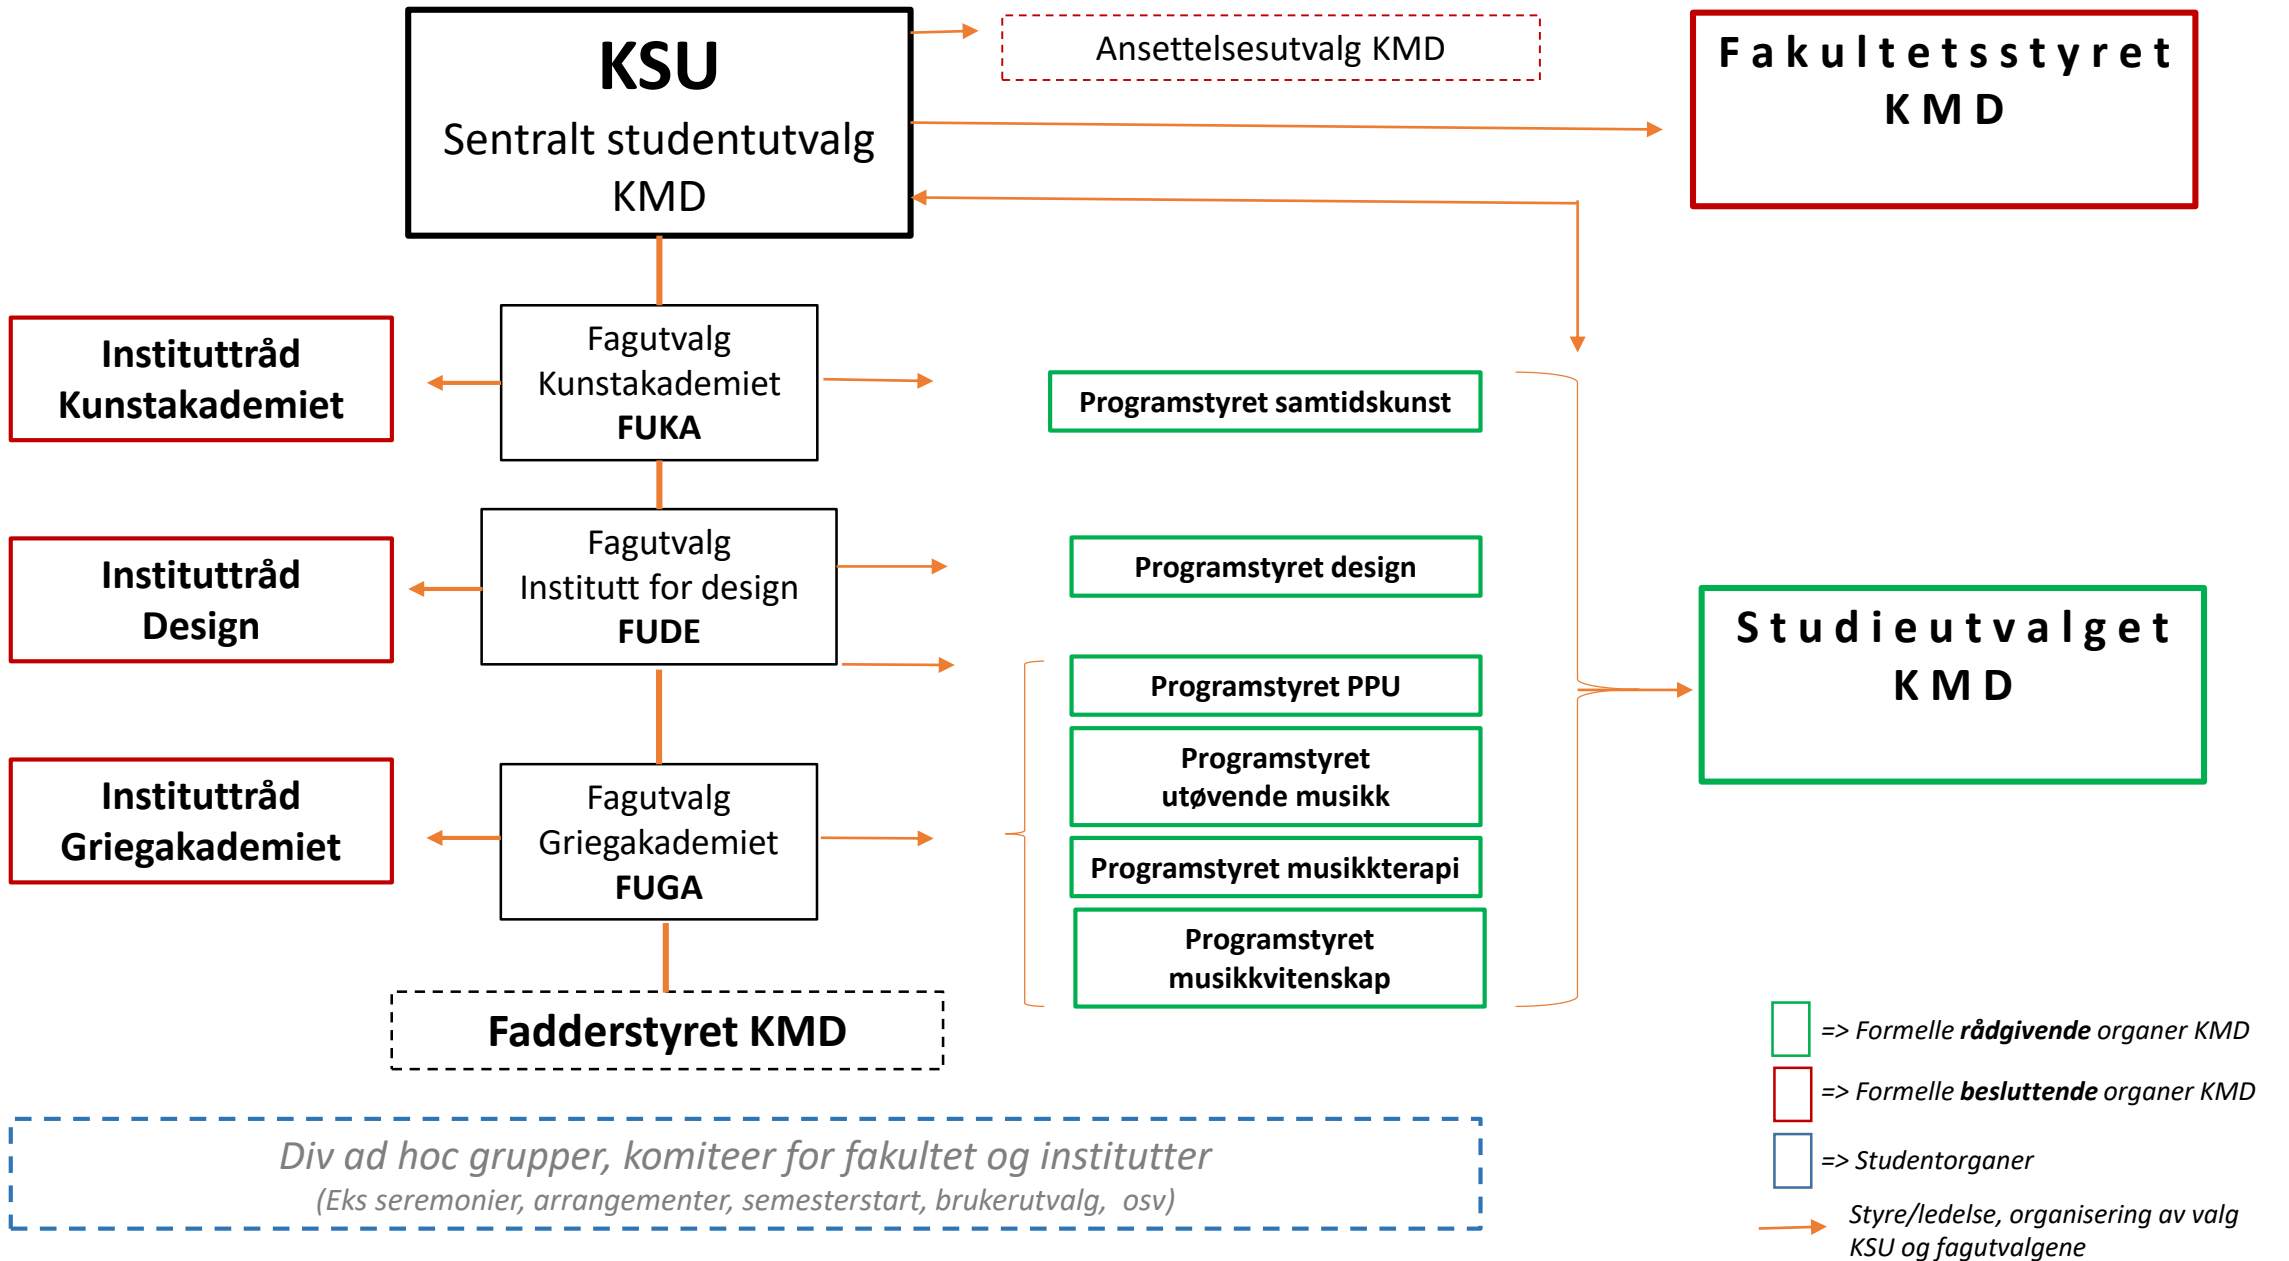 KSU
Sentralt studentutvalg
KMD
Ansettelsesutvalg KMD
Fakultetsstyret
KMD
Instituttråd
Kunstakademiet
Fagutvalg
Kunstakademiet
FUKA
Programstyret samtidskunst
Instituttråd
Design
Fagutvalg
Institutt for design
FUDE
Programstyret design
Studieutvalget
KMD
Programstyret PPU
Programstyret
utøvende musikk
Instituttråd
Griegakademiet
Fagutvalg
Griegakademiet
FUGA
Programstyret musikkterapi
Programstyret
musikkvitenskap
Fadderstyret KMD
Div ad hoc grupper, komiteer for fakultet og institutter
(Eks seremonier, arrangementer, semesterstart, brukerutvalg, osv)
=> Formelle rådgivende organer KMD
=> Formelle besluttende organer KMD
=> Studentorganer
Styre/ledelse, organisering av valg
KSU og fagutvalgene